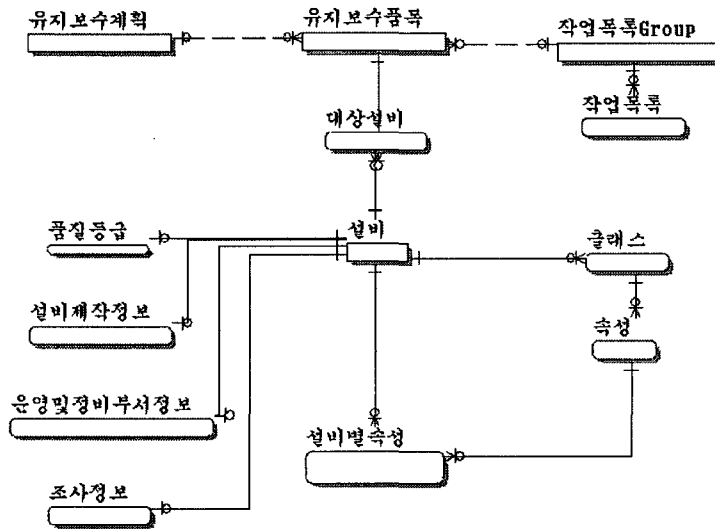 유지보수계획
유지보수품목
작업목록Group
작업목록
대상설비
품질등급
설비
클래스
설비제작정보
속성
운영및정비부서정보
설비별속성
조사정보